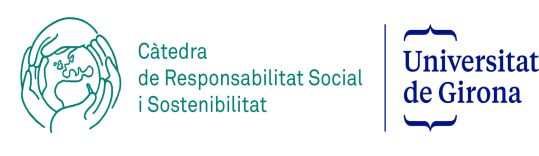 Càtedra
de Responsabilitat Social
i Sostenibilitat
Universitat
de Girona